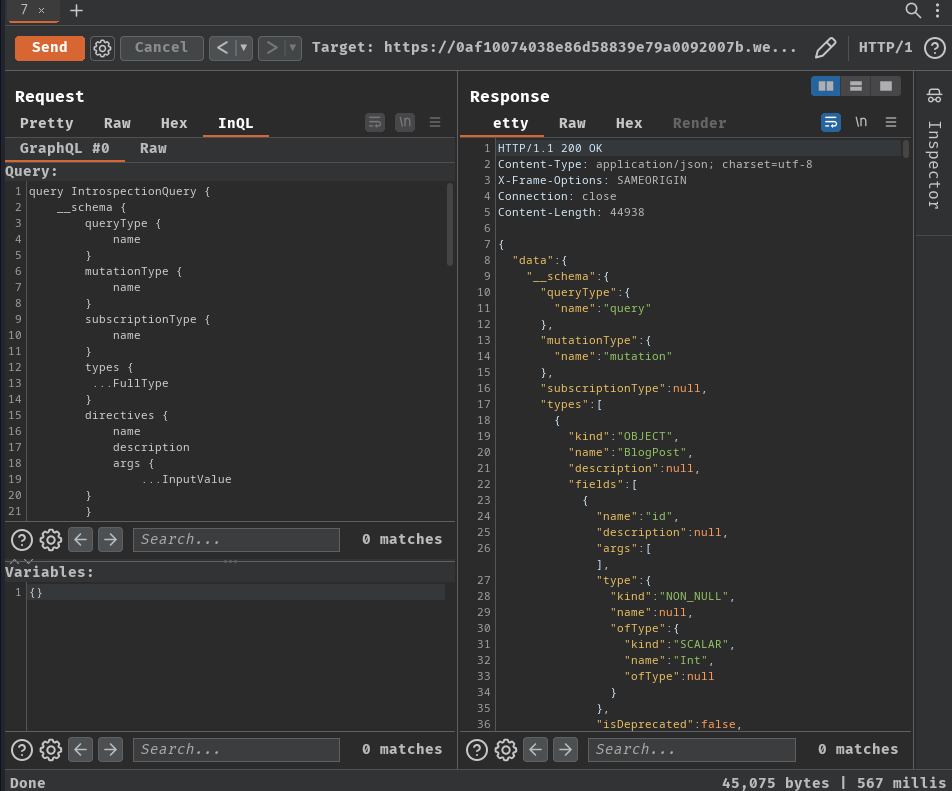 7 × +
Send Cancel < | ▼ > | ▼ Target: https://0af10074038e86d58839e79a0092007b.we... HTTP/1 ?
Request
Pretty Raw Hex InQL \n
GraphQL #0 Raw
Query:
1 query IntrospectionQuery {
2 __schema {
3 queryType {
4 name
5 }
6 mutationType {
7 name
8 }
9 subscriptionType {
10 name
11 }
12 types {
13 ...FullType
14 }
15 directives {
16 name
17 description
18 args {
19 ...InputValue
20 }
21 }
? Search... 0 matches
Variables:
1 {}
? Search... 0 matches
Response
etty Raw Hex Render \n
1 HTTP/1.1 200 OK
2 Content-Type: application/json; charset=utf-8
3 X-Frame-Options: SAMEORIGIN
4 Connection: close
5 Content-Length: 44938
6
7 {
8 "data":{
9 "__schema":{
10 "queryType":{
11 "name":"query"
12 },
13 "mutationType":{
14 "name":"mutation"
15 },
16 "subscriptionType":null,
17 "types":[
18 {
19 "kind":"OBJECT",
20 "name":"BlogPost",
21 "description":null,
22 "fields":[
23 {
24 "name":"id",
25 "description":null,
26 "args":[
],
27 "type":{
28 "kind":"NON_NULL",
29 "name":null,
30 "ofType":{
31 "kind":"SCALAR",
32 "name":"Int",
33 "ofType":null
34 }
35 },
36 "isDeprecated":false,
? Search... 0 matches
Inspector
Done 45,075 bytes | 567 millis